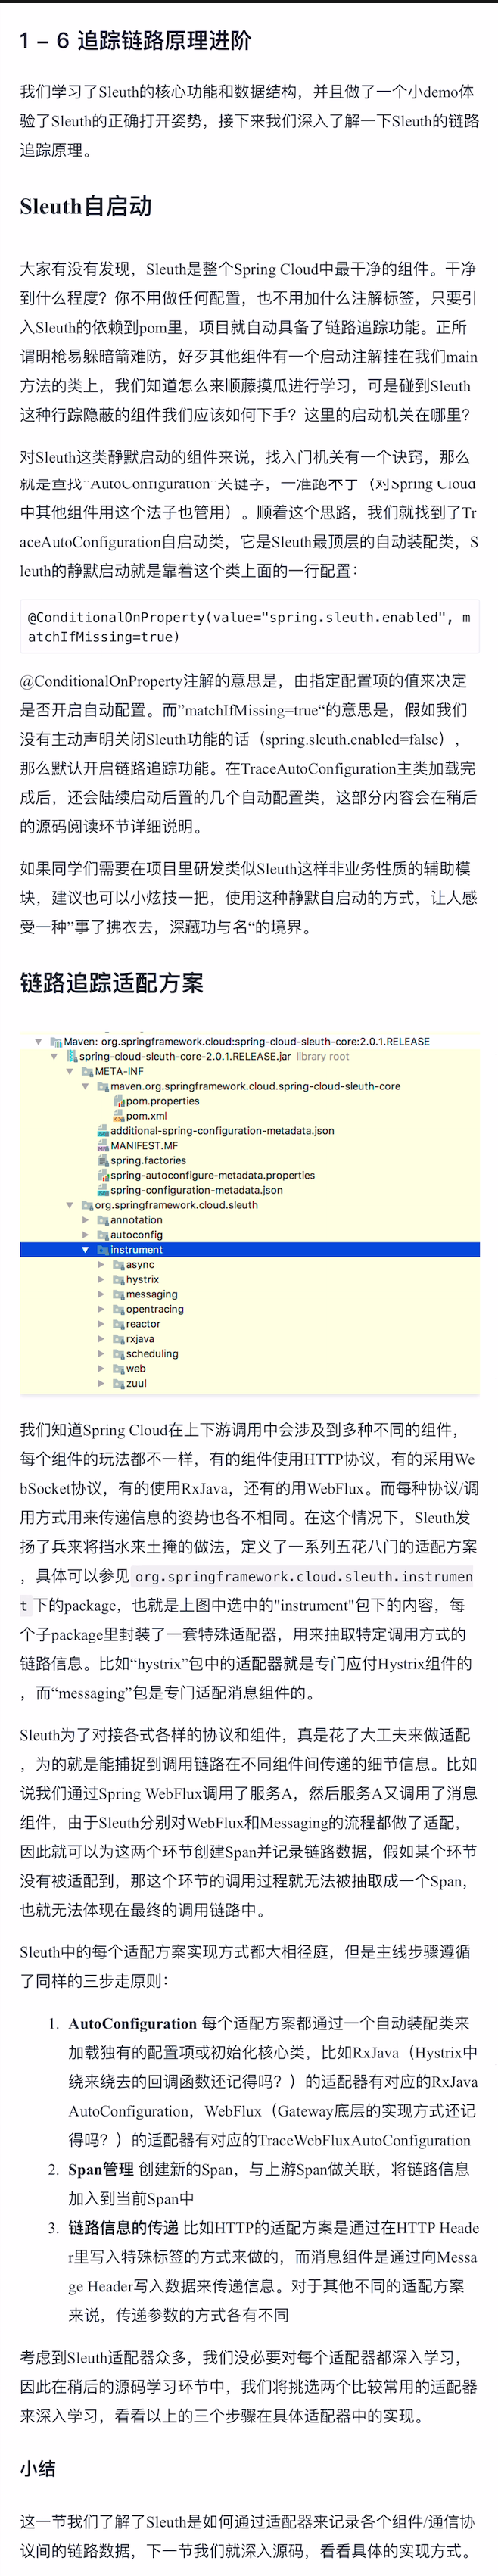 1 – 6 追踪链路原理进阶
我们学习了Sleuth的核心功能和数据结构，并且做了一个小demo体
验了Sleuth的正确打开姿势，接下来我们深入了解一下Sleuth的链路
追踪原理。
Sleuth自启动
大家有没有发现，Sleuth是整个Spring Cloud中最干净的组件。干净
到什么程度？你不用做任何配置，也不用加什么注解标签，只要引
入Sleuth的依赖到pom里，项目就自动具备了链路追踪功能。正所
谓明枪易躲暗箭难防，好歹其他组件有一个启动注解挂在我们main
方法的类上，我们知道怎么来顺藤摸瓜进行学习，可是碰到Sleuth
这种行踪隐蔽的组件我们应该如何下手？这里的启动机关在哪里？
对Sleuth这类静默启动的组件来说，找入门机关有一个诀窍，那么
就是查找“AutoConfiguration”关键字，一准跑不了（对Spring Cloud
中其他组件用这个法子也管用）。顺着这个思路，我们就找到了Tr
aceAutoConfiguration自启动类，它是Sleuth最顶层的自动装配类，S
leuth的静默启动就是靠着这个类上面的一行配置：
@ConditionalOnProperty(value="spring.sleuth.enabled", m
atchIfMissing=true)
@ConditionalOnProperty注解的意思是，由指定配置项的值来决定
是否开启自动配置。而”matchIfMissing=true“的意思是，假如我们
没有主动声明关闭Sleuth功能的话（spring.sleuth.enabled=false），
那么默认开启链路追踪功能。在TraceAutoConfiguration主类加载完
成后，还会陆续启动后置的几个自动配置类，这部分内容会在稍后
的源码阅读环节详细说明。
如果同学们需要在项目里研发类似Sleuth这样非业务性质的辅助模
块，建议也可以小炫技一把，使用这种静默自启动的方式，让人感
受一种”事了拂衣去，深藏功与名“的境界。
链路追踪适配方案
Maven: org.springframework.cloud:spring-cloud-sleuth-core:2.0.1.RELEASE
spring-cloud-sleuth-core-2.0.1.RELEASE.jar library root
META-INF
maven.org.springframework.cloud.spring-cloud-sleuth-core
pom.properties
pom.xml
additional-spring-configuration-metadata.json
MANIFEST.MF
spring.factories
spring-autoconfigure-metadata.properties
spring-configuration-metadata.json
org.springframework.cloud.sleuth
annotation
autoconfig
instrument
async
hystrix
messaging
opentracing
reactor
rxjava
scheduling
web
zuul
我们知道Spring Cloud在上下游调用中会涉及到多种不同的组件，
每个组件的玩法都不一样，有的组件使用HTTP协议，有的采用We
bSocket协议，有的使用RxJava，还有的用WebFlux。而每种协议/调
用方式用来传递信息的姿势也各不相同。在这个情况下，Sleuth发
扬了兵来将挡水来土掩的做法，定义了一系列五花八门的适配方案
，具体可以参见 org.springframework.cloud.sleuth.instrumen
t 下的package，也就是上图中选中的"instrument"包下的内容，每
个子package里封装了一套特殊适配器，用来抽取特定调用方式的
链路信息。比如“hystrix”包中的适配器就是专门应付Hystrix组件的
，而“messaging”包是专门适配消息组件的。
Sleuth为了对接各式各样的协议和组件，真是花了大工夫来做适配
，为的就是能捕捉到调用链路在不同组件间传递的细节信息。比如
说我们通过Spring WebFlux调用了服务A，然后服务A又调用了消息
组件，由于Sleuth分别对WebFlux和Messaging的流程都做了适配，
因此就可以为这两个环节创建Span并记录链路数据，假如某个环节
没有被适配到，那这个环节的调用过程就无法被抽取成一个Span，
也就无法体现在最终的调用链路中。
Sleuth中的每个适配方案实现方式都大相径庭，但是主线步骤遵循
了同样的三步走原则：
1. AutoConfiguration 每个适配方案都通过一个自动装配类来
加载独有的配置项或初始化核心类，比如RxJava（Hystrix中
绕来绕去的回调函数还记得吗？）的适配器有对应的RxJava
AutoConfiguration，WebFlux（Gateway底层的实现方式还记
得吗？）的适配器有对应的TraceWebFluxAutoConfiguration
2. Span管理 创建新的Span，与上游Span做关联，将链路信息
加入到当前Span中
3. 链路信息的传递 比如HTTP的适配方案是通过在HTTP Heade
r里写入特殊标签的方式来做的，而消息组件是通过向Messa
ge Header写入数据来传递信息。对于其他不同的适配方案
来说，传递参数的方式各有不同
考虑到Sleuth适配器众多，我们没必要对每个适配器都深入学习，
因此在稍后的源码学习环节中，我们将挑选两个比较常用的适配器
来深入学习，看看以上的三个步骤在具体适配器中的实现。
小结
这一节我们了解了Sleuth是如何通过适配器来记录各个组件/通信协
议间的链路数据，下一节我们就深入源码，看看具体的实现方式。